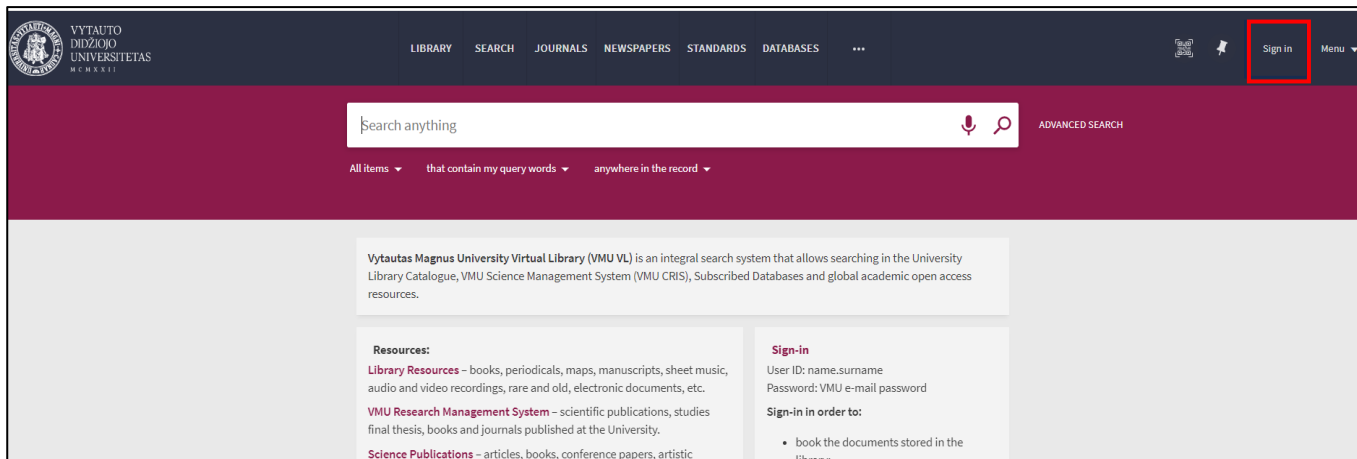 VYTAUTO
DIDŽIOJO
UNIVERSITETAS
MCMXXII
LIBRARY SEARCH JOURNALS NEWSPAPERS STANDARDS DATABASES •••
Sign in Menu
Search anything
ADVANCED SEARCH
All items that contain my query words anywhere in the record
Vytautas Magnus University Virtual Library (VMU VL) is an integral search system that allows searching in the University
Library Catalogue, VMU Science Management System (VMU CRIS), Subscribed Databases and global academic open access
resources.
Resources:
Library Resources – books, periodicals, maps, manuscripts, sheet music,
audio and video recordings, rare and old, electronic documents, etc.
VMU Research Management System – scientific publications, studies
final thesis, books and journals published at the University.
Science Publications – articles, books, conference papers, artistic
Sign-in
User ID: name.surname
Password: VMU e-mail password
Sign-in in order to:
• book the documents stored in the